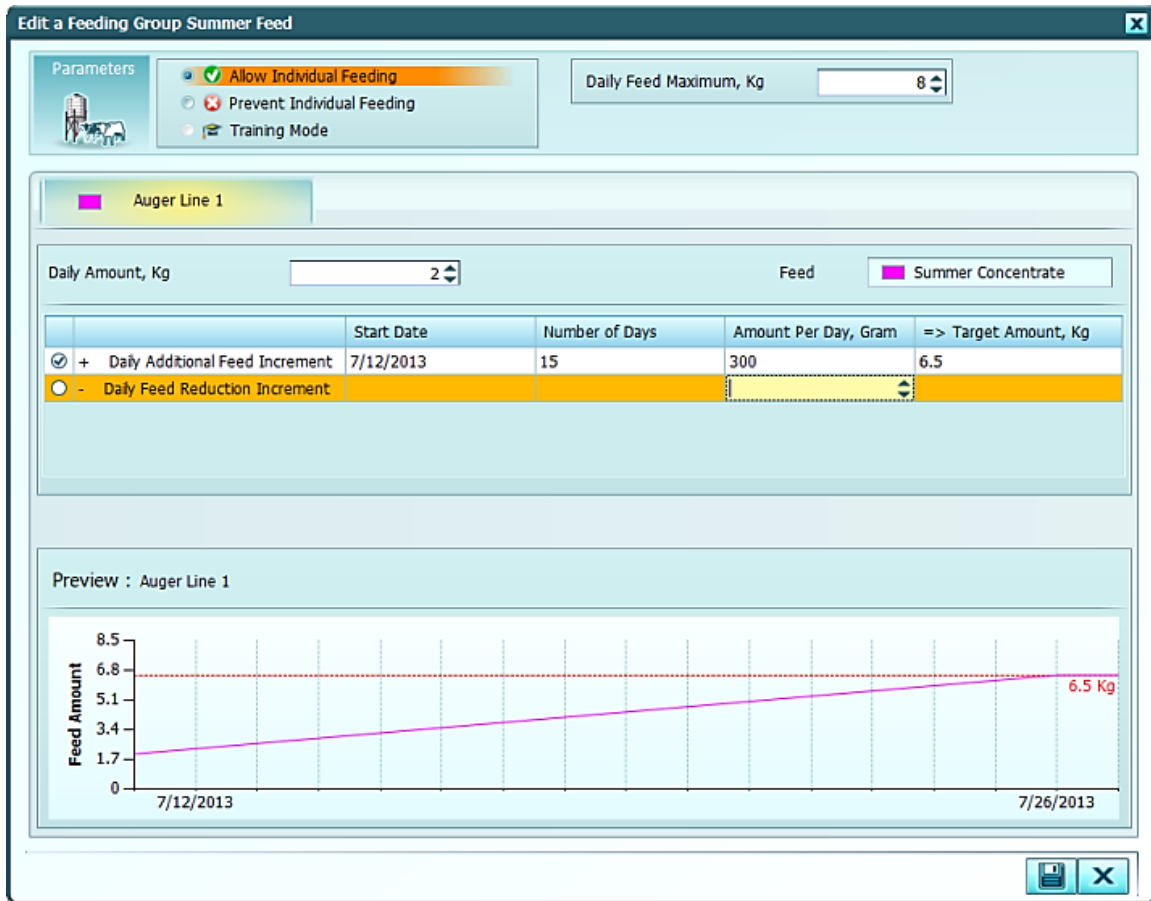 Edit a Feeding Group Summer Feed
Parameters
Allow Individual Feeding
Prevent Individual Feeding
Training Mode
Daily Feed Maximum, Kg 8
Auger Line 1
Daily Amount, Kg 2 Feed Summer Concentrate
Start Date Number of Days Amount Per Day, Gram => Target Amount, Kg
+ Daily Additional Feed Increment 7/12/2013 15 300 6.5
- Daily Feed Reduction Increment
Preview : Auger Line 1
Feed Amount
8.5
6.8
5.1
3.4
1.7
0
6.5 Kg
7/12/2013 7/26/2013